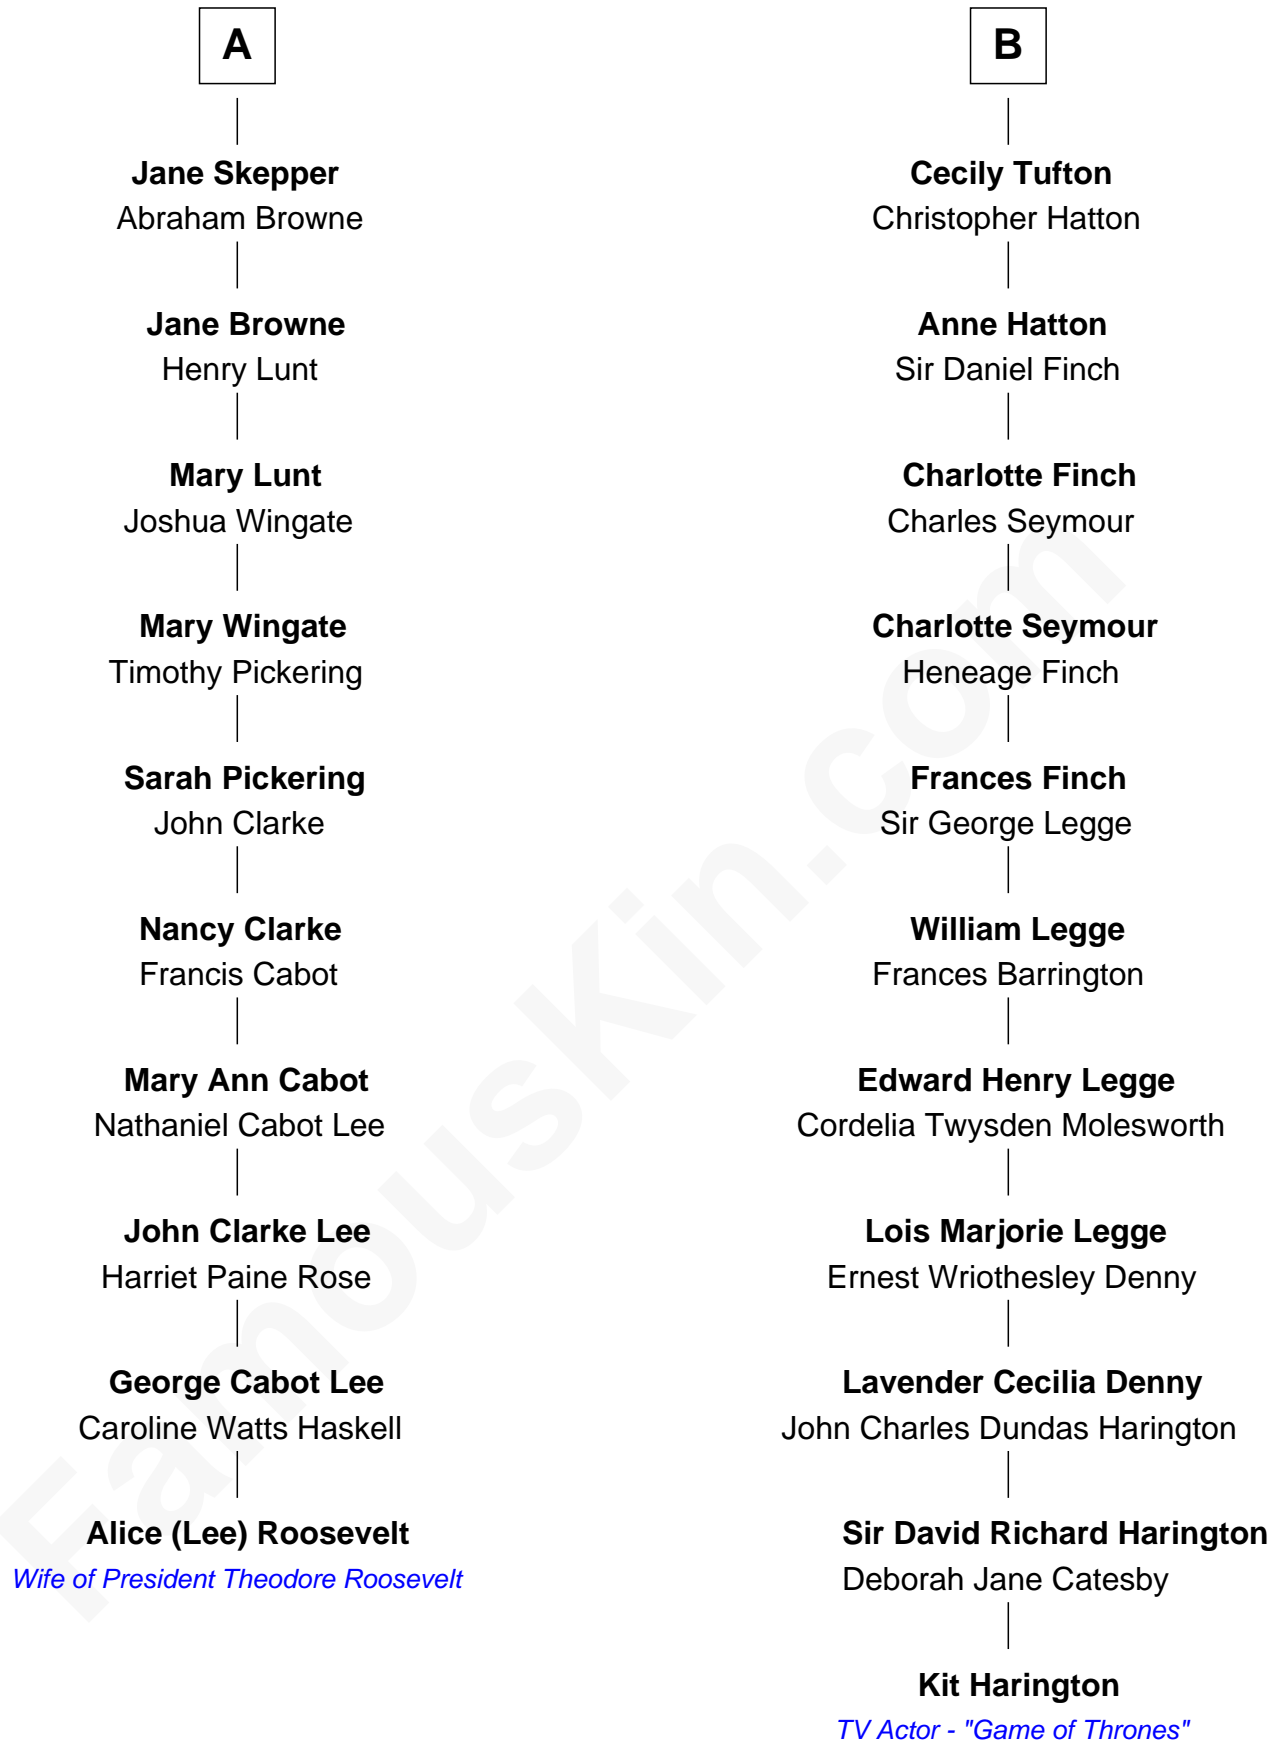 A
Jane Skepper
Abraham Browne
Jane Browne
Henry Lunt
Mary Lunt
Joshua Wingate
Mary Wingate
Timothy Pickering
Sarah Pickering
John Clarke
Nancy Clarke
Francis Cabot
Mary Ann Cabot
Nathaniel Cabot Lee
John Clarke Lee
Harriet Paine Rose
George Cabot Lee
Caroline Watts Haskell
Alice (Lee) Roosevelt
Wife of President Theodore Roosevelt
B
Cecily Tufton
Christopher Hatton
Anne Hatton
Sir Daniel Finch
Charlotte Finch
Charles Seymour
Charlotte Seymour
Heneage Finch
Frances Finch
Sir George Legge
William Legge
Frances Barrington
Edward Henry Legge
Cordelia Twysden Molesworth
Lois Marjorie Legge
Ernest Wriothesley Denny
Lavender Cecilia Denny
John Charles Dundas Harington
Sir David Richard Harington
Deborah Jane Catesby
Kit Harington
TV Actor - "Game of Thrones"
FamousKin.com